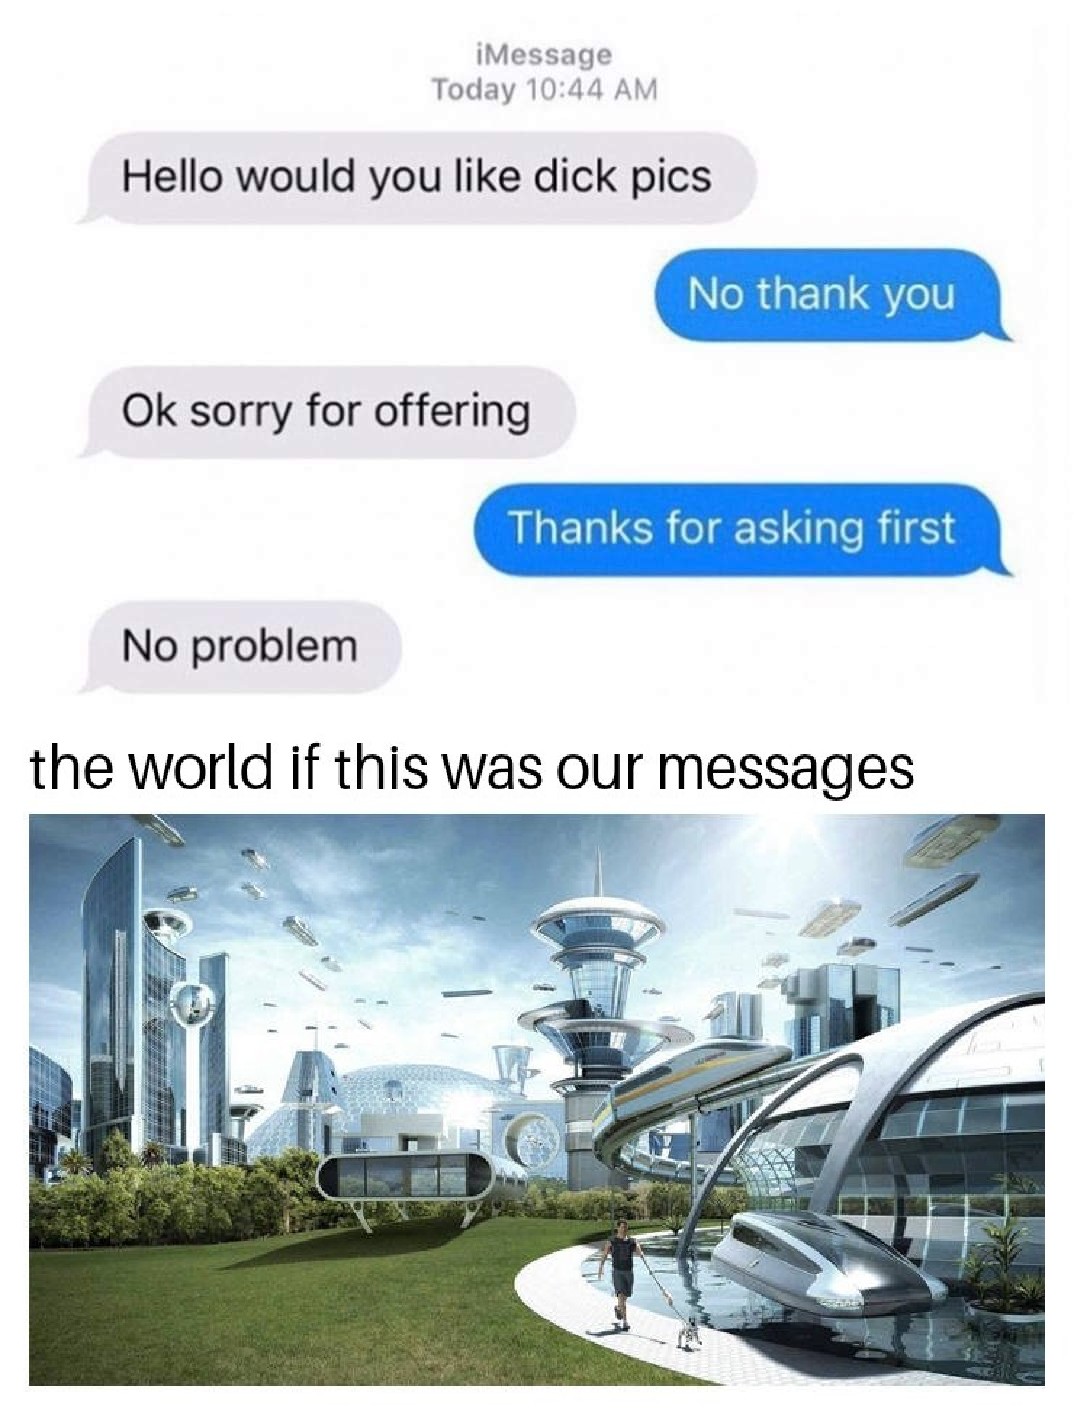 iMessage
Today 10:44 AM
Hello would you like dick pics
No thank you
Ok sorry for offering
Thanks for asking first
No problem
the world if this was our messages